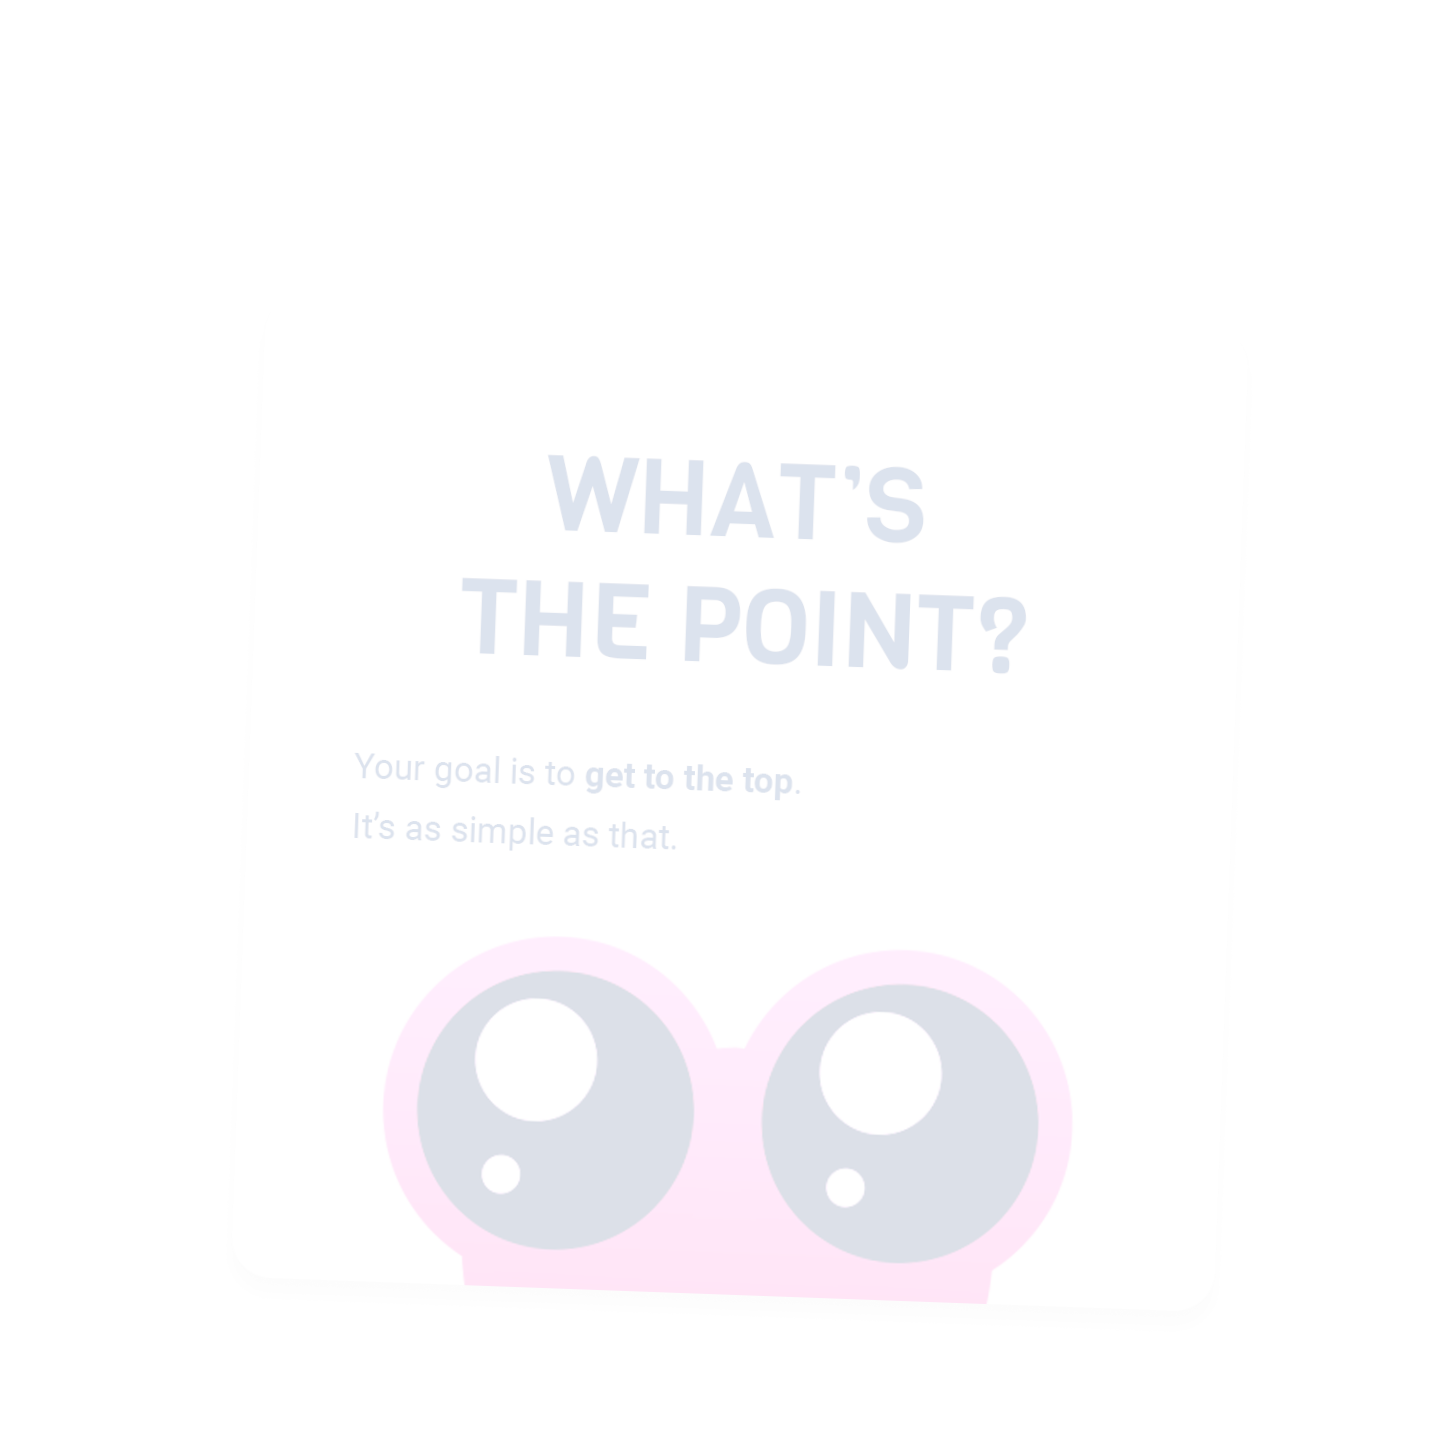 WHAT’S
THE POINT?
Your goal is to get to the top.
It’s as simple as that.